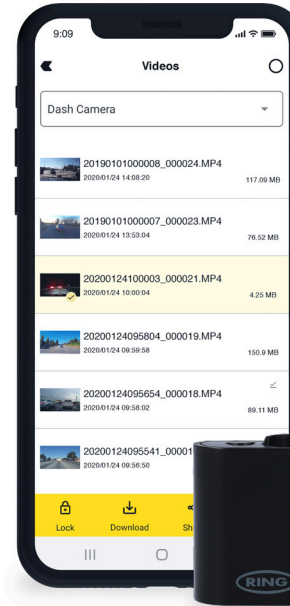 9:09
Videos
Dash Camera
20190101000008_000024.MP4
2020/01/24 14:08:20
117.09 MB
20190101000007_000023.MP4
2020/01/24 13:53:04
76.52 MB
20200124100003_000021.MP4
2020/01/24 10:00:04
4.25 MB
20200124095804_000019.MP4
2020/01/24 09:59:58
150.9 MB
20200124095654_000018.MP4
2020/01/24 09:58:02
89.11 MB
20200124095541_00001
2020/01/24 09:56:50
Lock
Download
Sh
RING